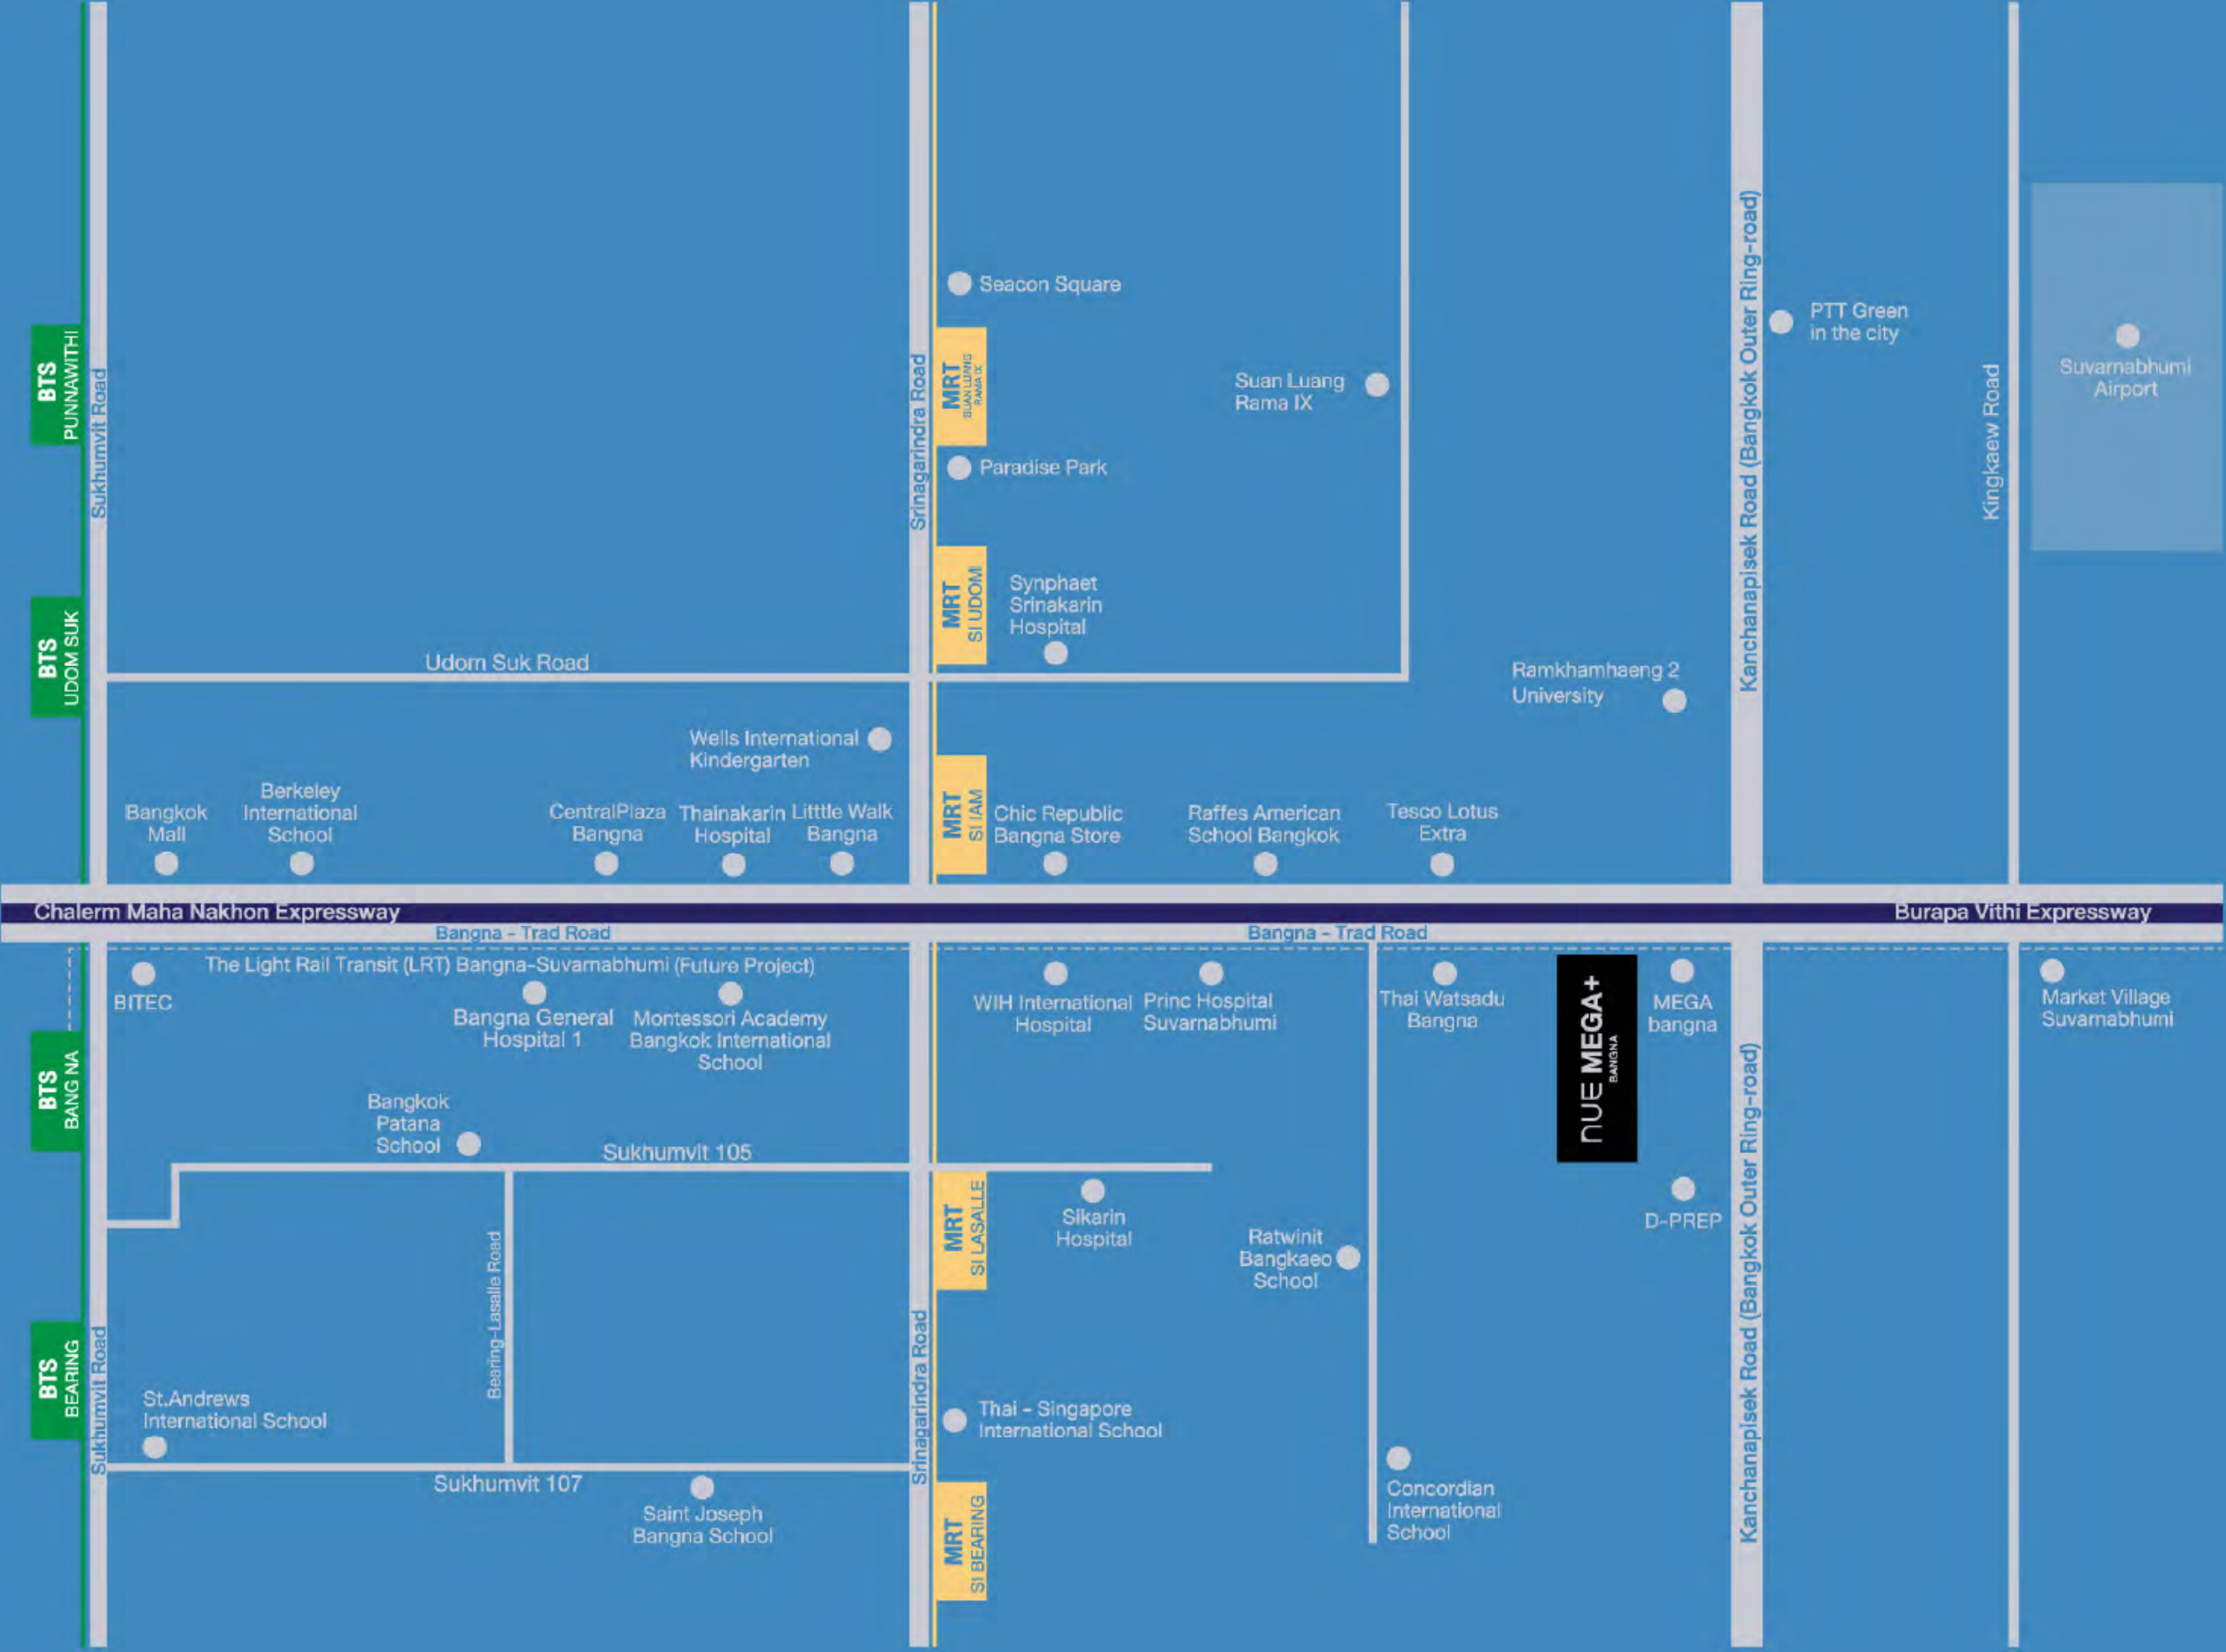 Seacon Square
PTT Green
in the city
BTS
PUNNAWITHI
Sukhumvit Road
Srinagarindra Road
MRT
SUAN LUANG
RAMA IX
Suan Luang
Rama IX
Kanchanapisek Road (Bangkok Outer Ring-road)
Kingkaew Road
Suvarnabhumi
Airport
Paradise Park
BTS
UDOM SUK
MRT
SI UDOM
Synphaet
Srinakarin
Hospital
Udom Suk Road
Ramkhamhaeng 2
University
Wells International
Kindergarten
Bangkok
Mall
Berkeley
International
School
CentralPlaza
Bangna
Thainakarin
Hospital
Litttle Walk
Bangna
MRT
SI IAM
Chic Republic
Bangna Store
Raffes American
School Bangkok
Tesco Lotus
Extra
Chalerm Maha Nakhon Expressway
Burapa Vithi Expressway
Bangna - Trad Road
Bangna - Trad Road
The Light Rail Transit (LRT) Bangna-Suvarnabhumi (Future Project)
BITEC
Bangna General
Hospital 1
Montessori Academy
Bangkok International
School
WIH International
Hospital
Princ Hospital
Suvarnabhumi
Thai Watsadu
Bangna
nUE MEGA+
BANGNA
MEGA
bangna
Market Village
Suvarnabhumi
BTS
BANG NA
Bangkok
Patana
School
Sukhumvit 105
MRT
SI LASALLE
Sikarin
Hospital
Ratwinit
Bangkaeo
School
D-PREP
Kanchanapisek Road (Bangkok Outer Ring-road)
Bearing-Lasalle Road
BTS
BEARING
Sukhumvit Road
Srinagarindra Road
St.Andrews
International School
Thai - Singapore
International School
Sukhumvit 107
Saint Joseph
Bangna School
MRT
SI BEARING
Concordian
International
School